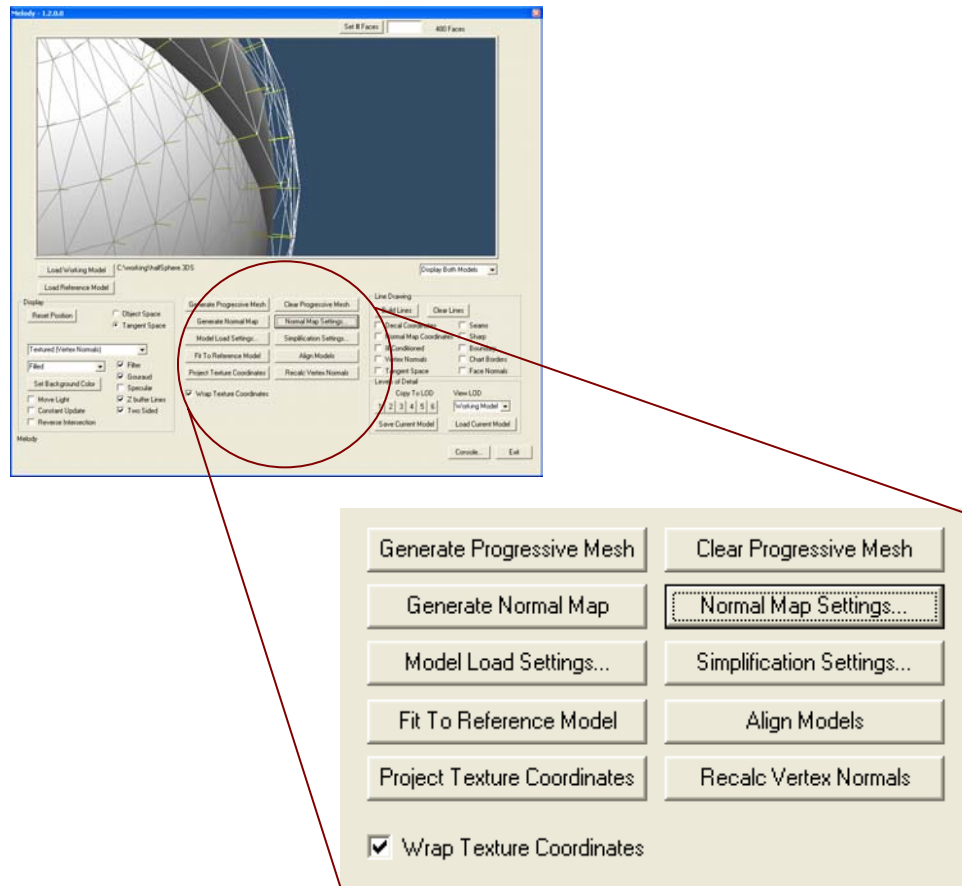 Melody - 1.2.0.0
Set # Faces 480 Faces
Load Working Model C:\working\halfSphere.3DS
Display Both Models
Load Reference Model
Display
Reset Position
Object Space
Tangent Space
Textured (Vertex Normals)
Filled
Filter
Gouraud
Set Background Color
Specular
Move Light
Z buffer Lines
Constant Update
Two Sided
Reverse Intersection
Generate Progressive Mesh Clear Progressive Mesh
Generate Normal Map Normal Map Settings...
Model Load Settings... Simplification Settings...
Fit To Reference Model Align Models
Project Texture Coordinates Recalc Vertex Normals
Wrap Texture Coordinates
Line Drawing
Build Lines Clear Lines
Decal Coordinates Seams
Normal Map Coordinates Sharp
Ill Conditioned Boundary
Vertex Normals Chart Borders
Tangent Space Face Normals
Levels of Detail
Copy To LOD View LOD
1 2 3 4 5 6 Working Model
Save Current Model Load Current Model
Melody
Console... Exit
Generate Progressive Mesh Clear Progressive Mesh
Generate Normal Map Normal Map Settings...
Model Load Settings... Simplification Settings...
Fit To Reference Model Align Models
Project Texture Coordinates Recalc Vertex Normals
Wrap Texture Coordinates